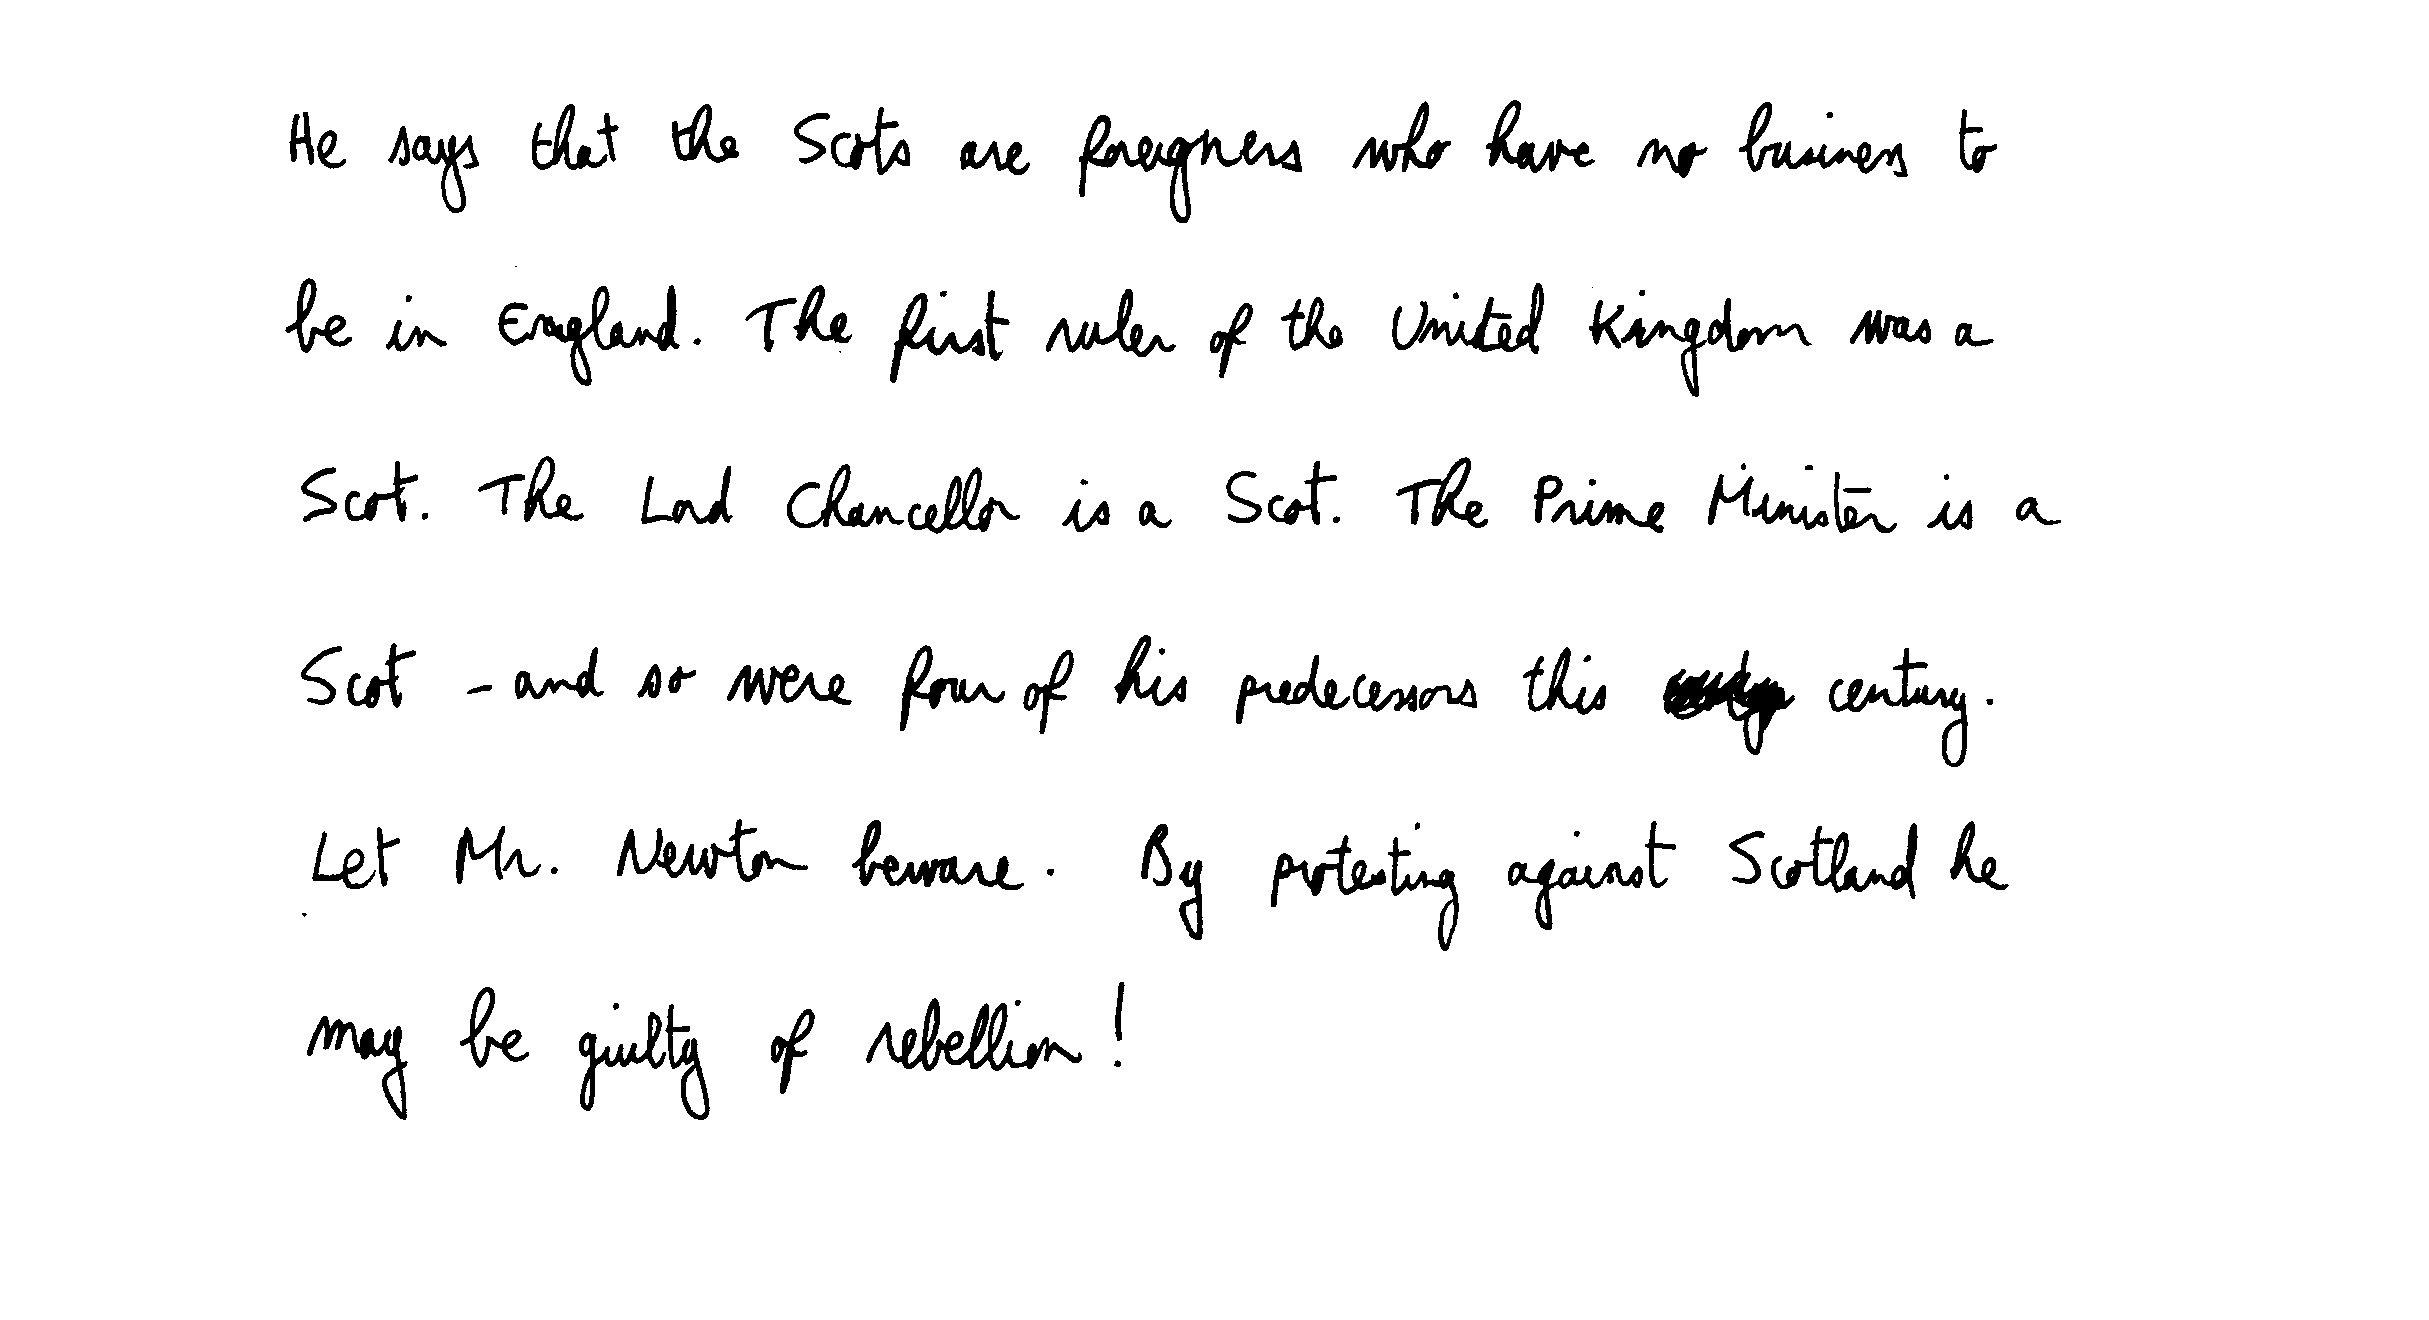 He says that the Scots are foreigners who have no business to
be in England. The first ruler of the United Kingdom was a
Scot. The Lord Chancellor is a Scot. The Prime Minister is a
Scot - and so were four of his predecessors this century.
Let Mr. Newton beware. By protesting against Scotland he
may be guilty of rebellion!